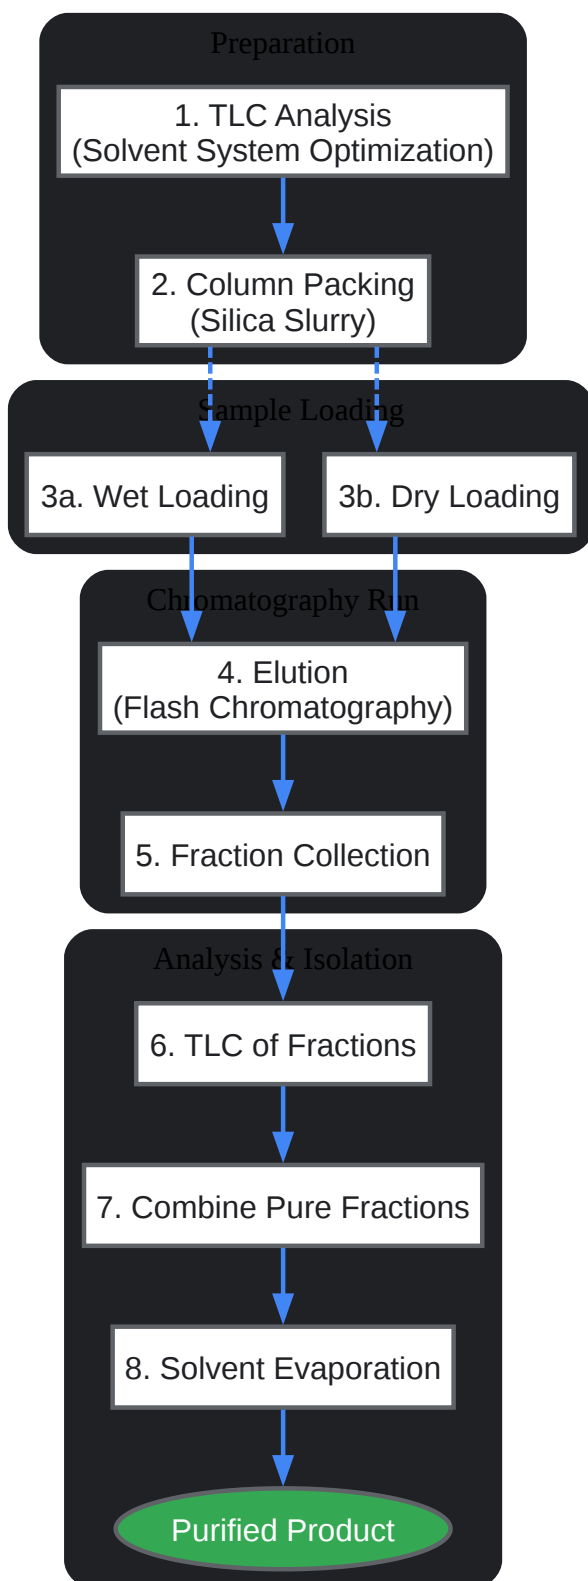 Preparation
1. TLC Analysis
(Solvent System Optimization)
2. Column Packing
(Silica Slurry)
Sample Loading
3a. Wet Loading
3b. Dry Loading
Chromatography Run
4. Elution
(Flash Chromatography)
5. Fraction Collection
Analysis & Isolation
6. TLC of Fractions
7. Combine Pure Fractions
8. Solvent Evaporation
Purified Product